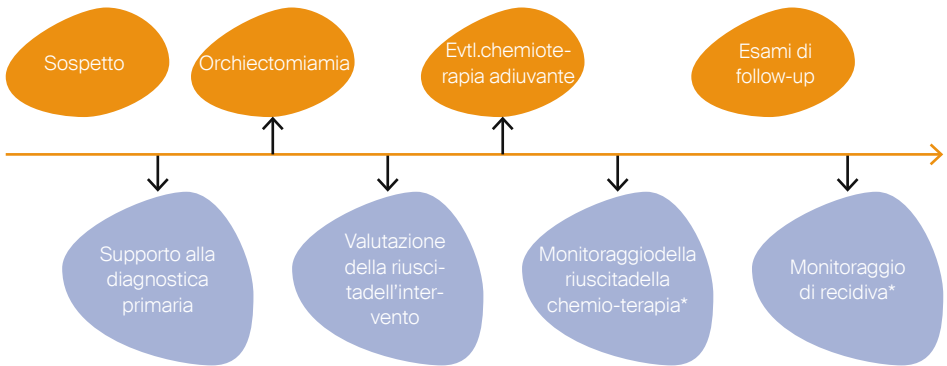 Sospetto
Orchiectomiamia
Evtl.chemiote-
rapia adiuvante
Esami di
follow-up
Supporto alla
diagnostica
primaria
Valutazione
della riusci-
tadell’inter-
vento
Monitoraggiodella
riuscitadella
chemio-terapia*
Monitoraggio
di recidiva*